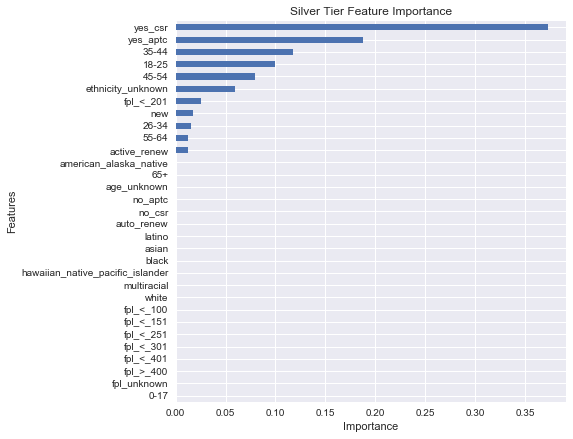 Silver Tier Feature Importance
yes_csr
yes_aptc
35-44
18-25
45-54
ethnicity_unknown
fpl_<_201
new
26-34
55-64
active_renew
american_alaska_native
65+
age_unknown
no_aptc
no_csr
auto_renew
latino
asian
black
hawaiian_native_pacific_islander
multiracial
white
fpl_<_100
fpl_<_151
fpl_<_251
fpl_<_301
fpl_<_401
fpl_>_400
fpl_unknown
0-17
Features
0.00 0.05 0.10 0.15 0.20 0.25 0.30 0.35
Importance